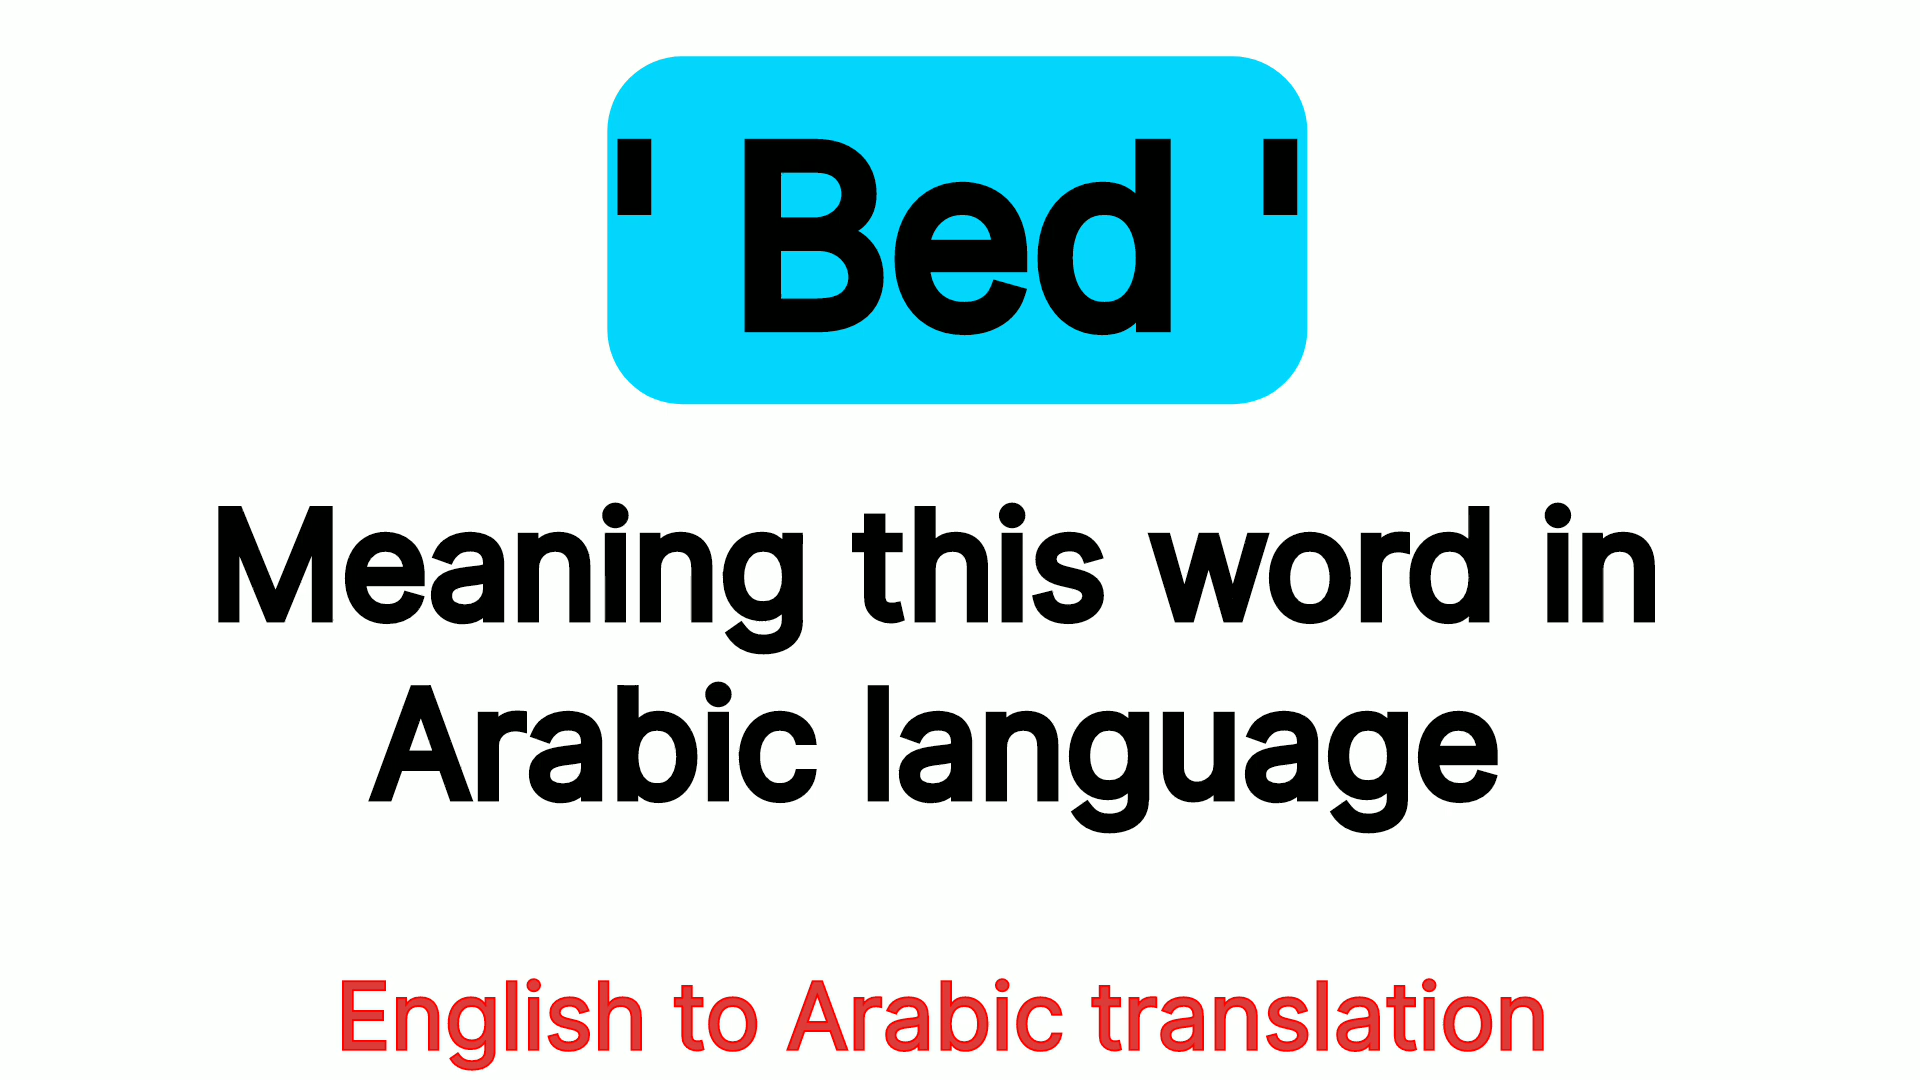 ' Bed '
Meaning this word in
Arabic language
English to Arabic translation